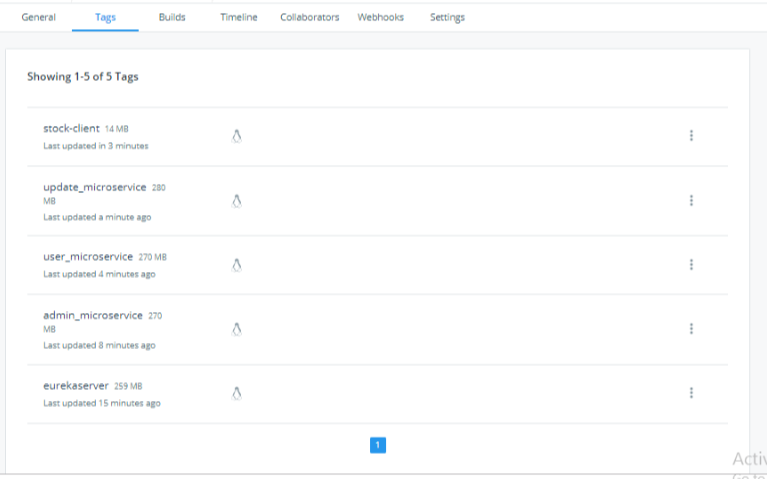 General Tags Builds Timeline Collaborators Webhooks Settings
Showing 1-5 of 5 Tags
stock-client 14 MB
Last updated in 3 minutes
update_microservice 280
MB
Last updated a minute ago
user_microservice 270 MB
Last updated 4 minutes ago
admin_microservice 270
MB
Last updated 8 minutes ago
eurekaserver 259 MB
Last updated 15 minutes ago
1
Activ